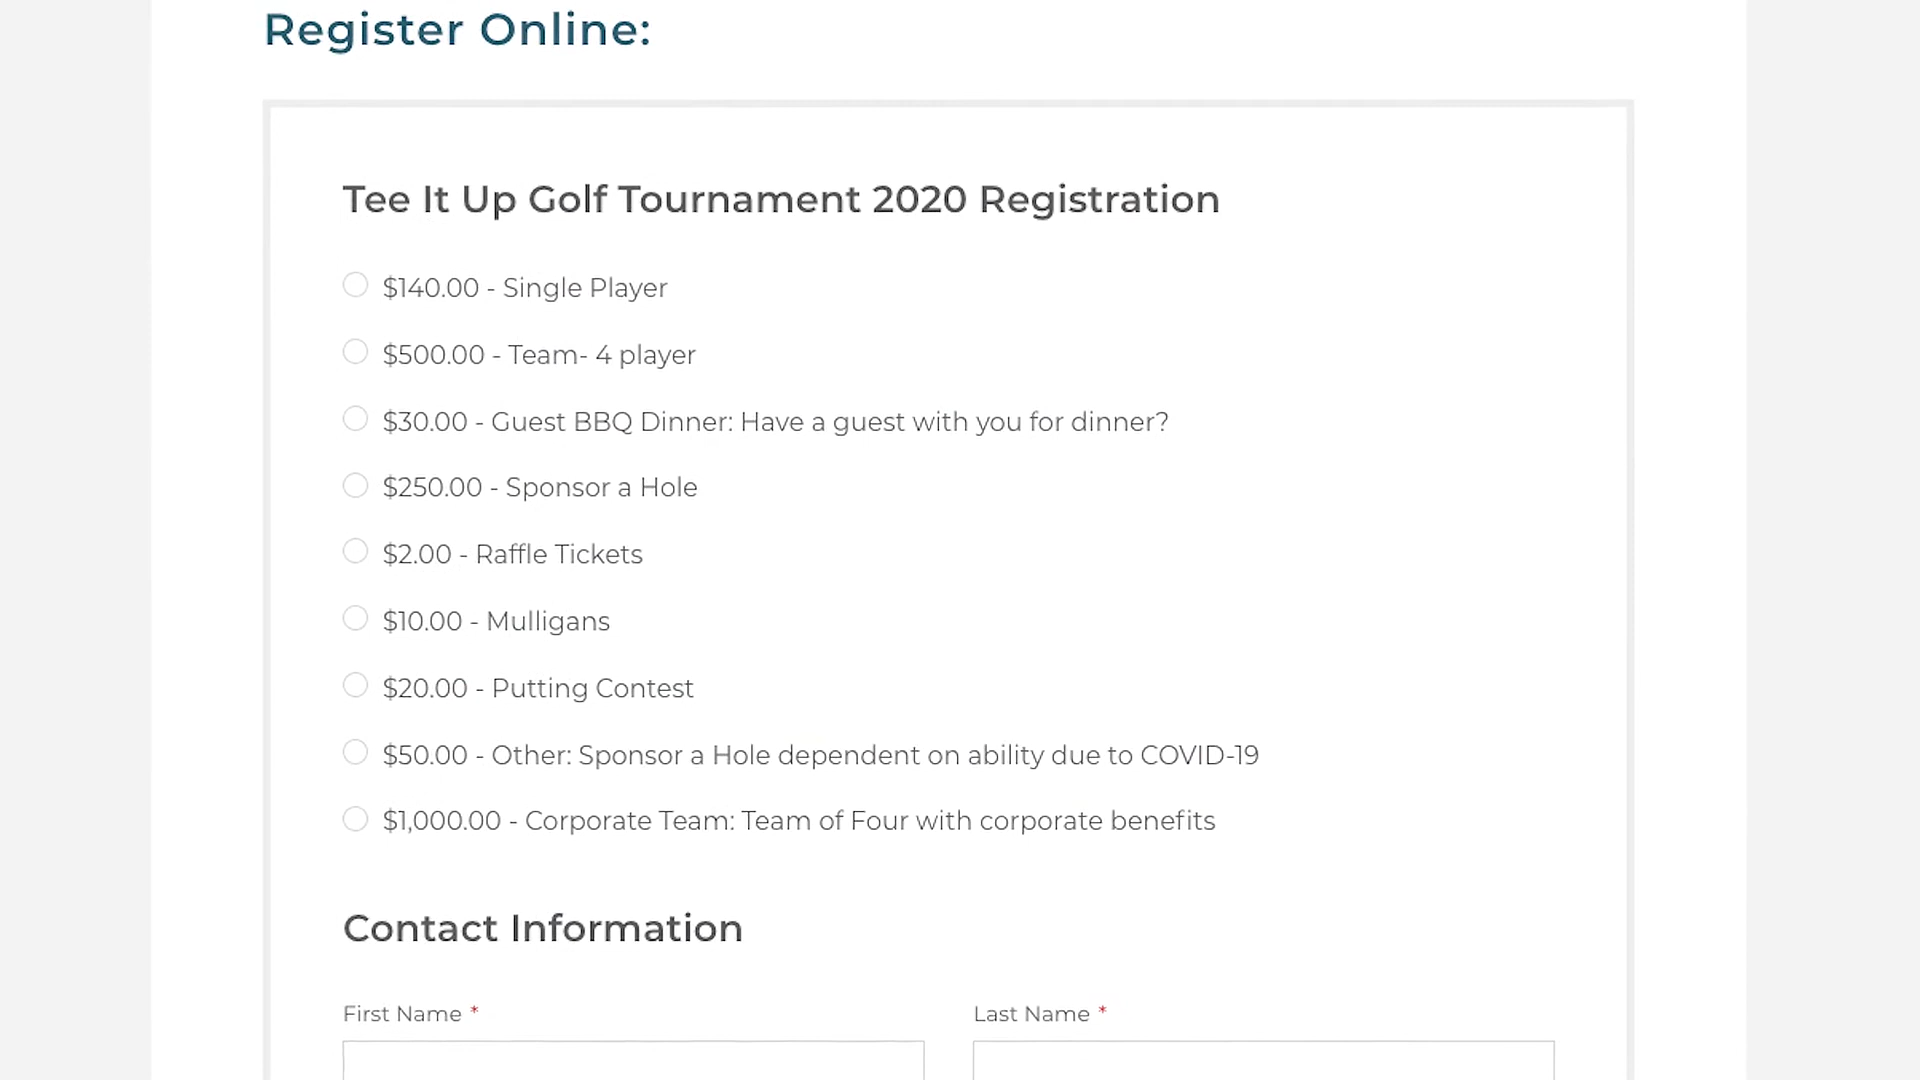 Register Online:
Tee It Up Golf Tournament 2020 Registration
$140.00 - Single Player
$500.00 - Team- 4 player
$30.00 - Guest BBQ Dinner: Have a guest with you for dinner?
$250.00 - Sponsor a Hole
$2.00 - Raffle Tickets
$10.00 - Mulligans
$20.00 - Putting Contest
$50.00 - Other: Sponsor a Hole dependent on ability due to COVID-19
$1,000.00 - Corporate Team: Team of Four with corporate benefits
Contact Information
First Name * Last Name *